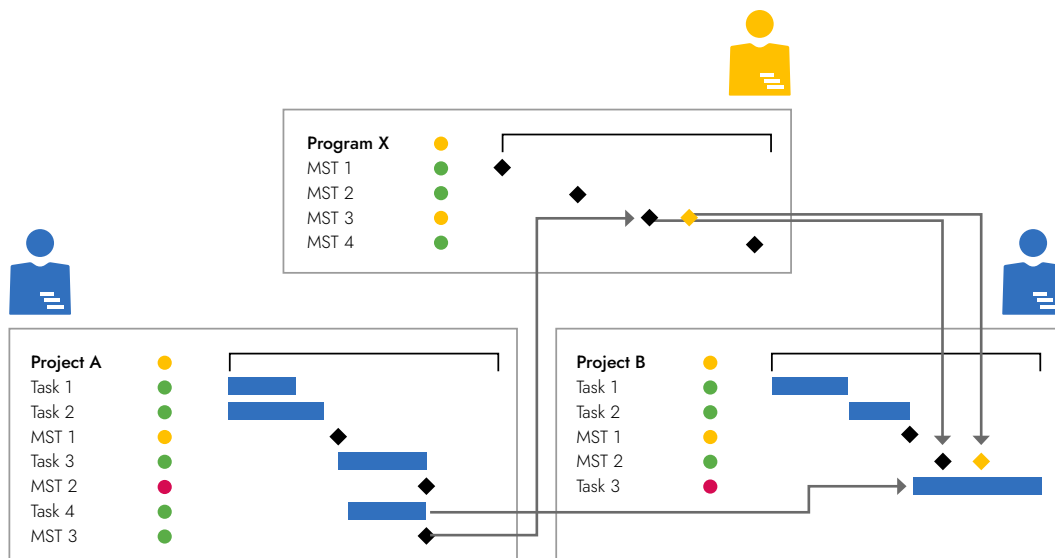 Program X
MST 1
MST 2
MST 3
MST 4
Project A
Task 1
Task 2
MST 1
Task 3
MST 2
Task 4
MST 3
Project B
Task 1
Task 2
MST 1
MST 2
Task 3